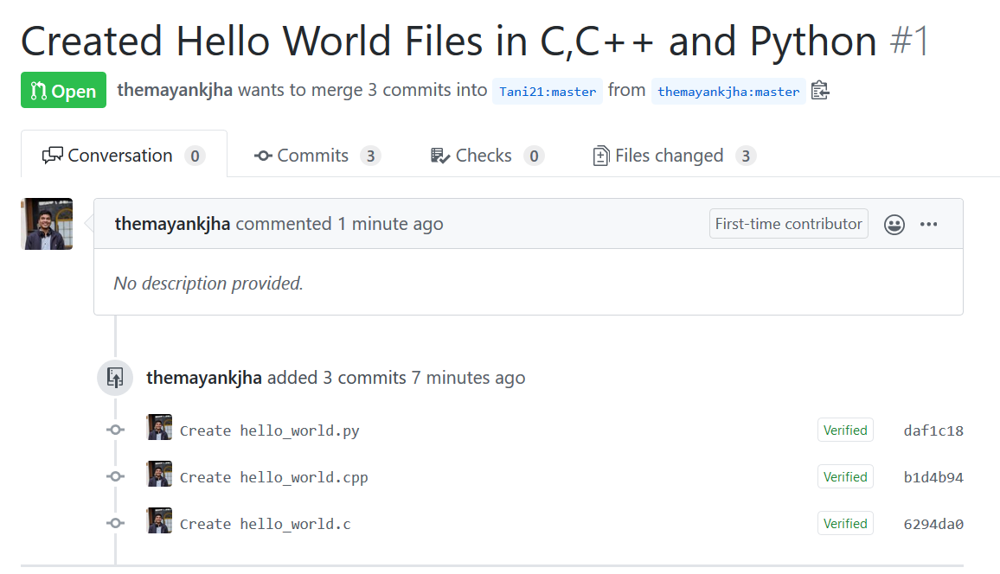 Created Hello World Files in C,C++ and Python #1
Open themayankjha wants to merge 3 commits into Tani21:master from themayankjha:master
Conversation 0 Commits 3 Checks 0 Files changed 3
themayankjha commented 1 minute ago First-time contributor
No description provided.
themayankjha added 3 commits 7 minutes ago
Create hello_world.py Verified daf1c18
Create hello_world.cpp Verified b1d4b94
Create hello_world.c Verified 6294da0